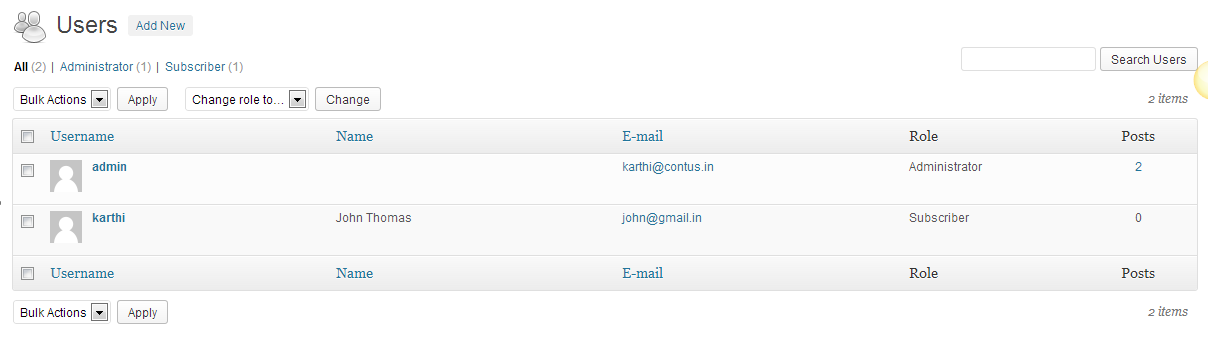 Users Add New
All (2) | Administrator (1) | Subscriber (1)
Search Users
Bulk Actions Apply Change role to... Change 2 items
Username Name E-mail Role Posts
admin karthi@contus.in Administrator 2
karthi John Thomas john@gmail.in Subscriber 0
Username Name E-mail Role Posts
Bulk Actions Apply 2 items